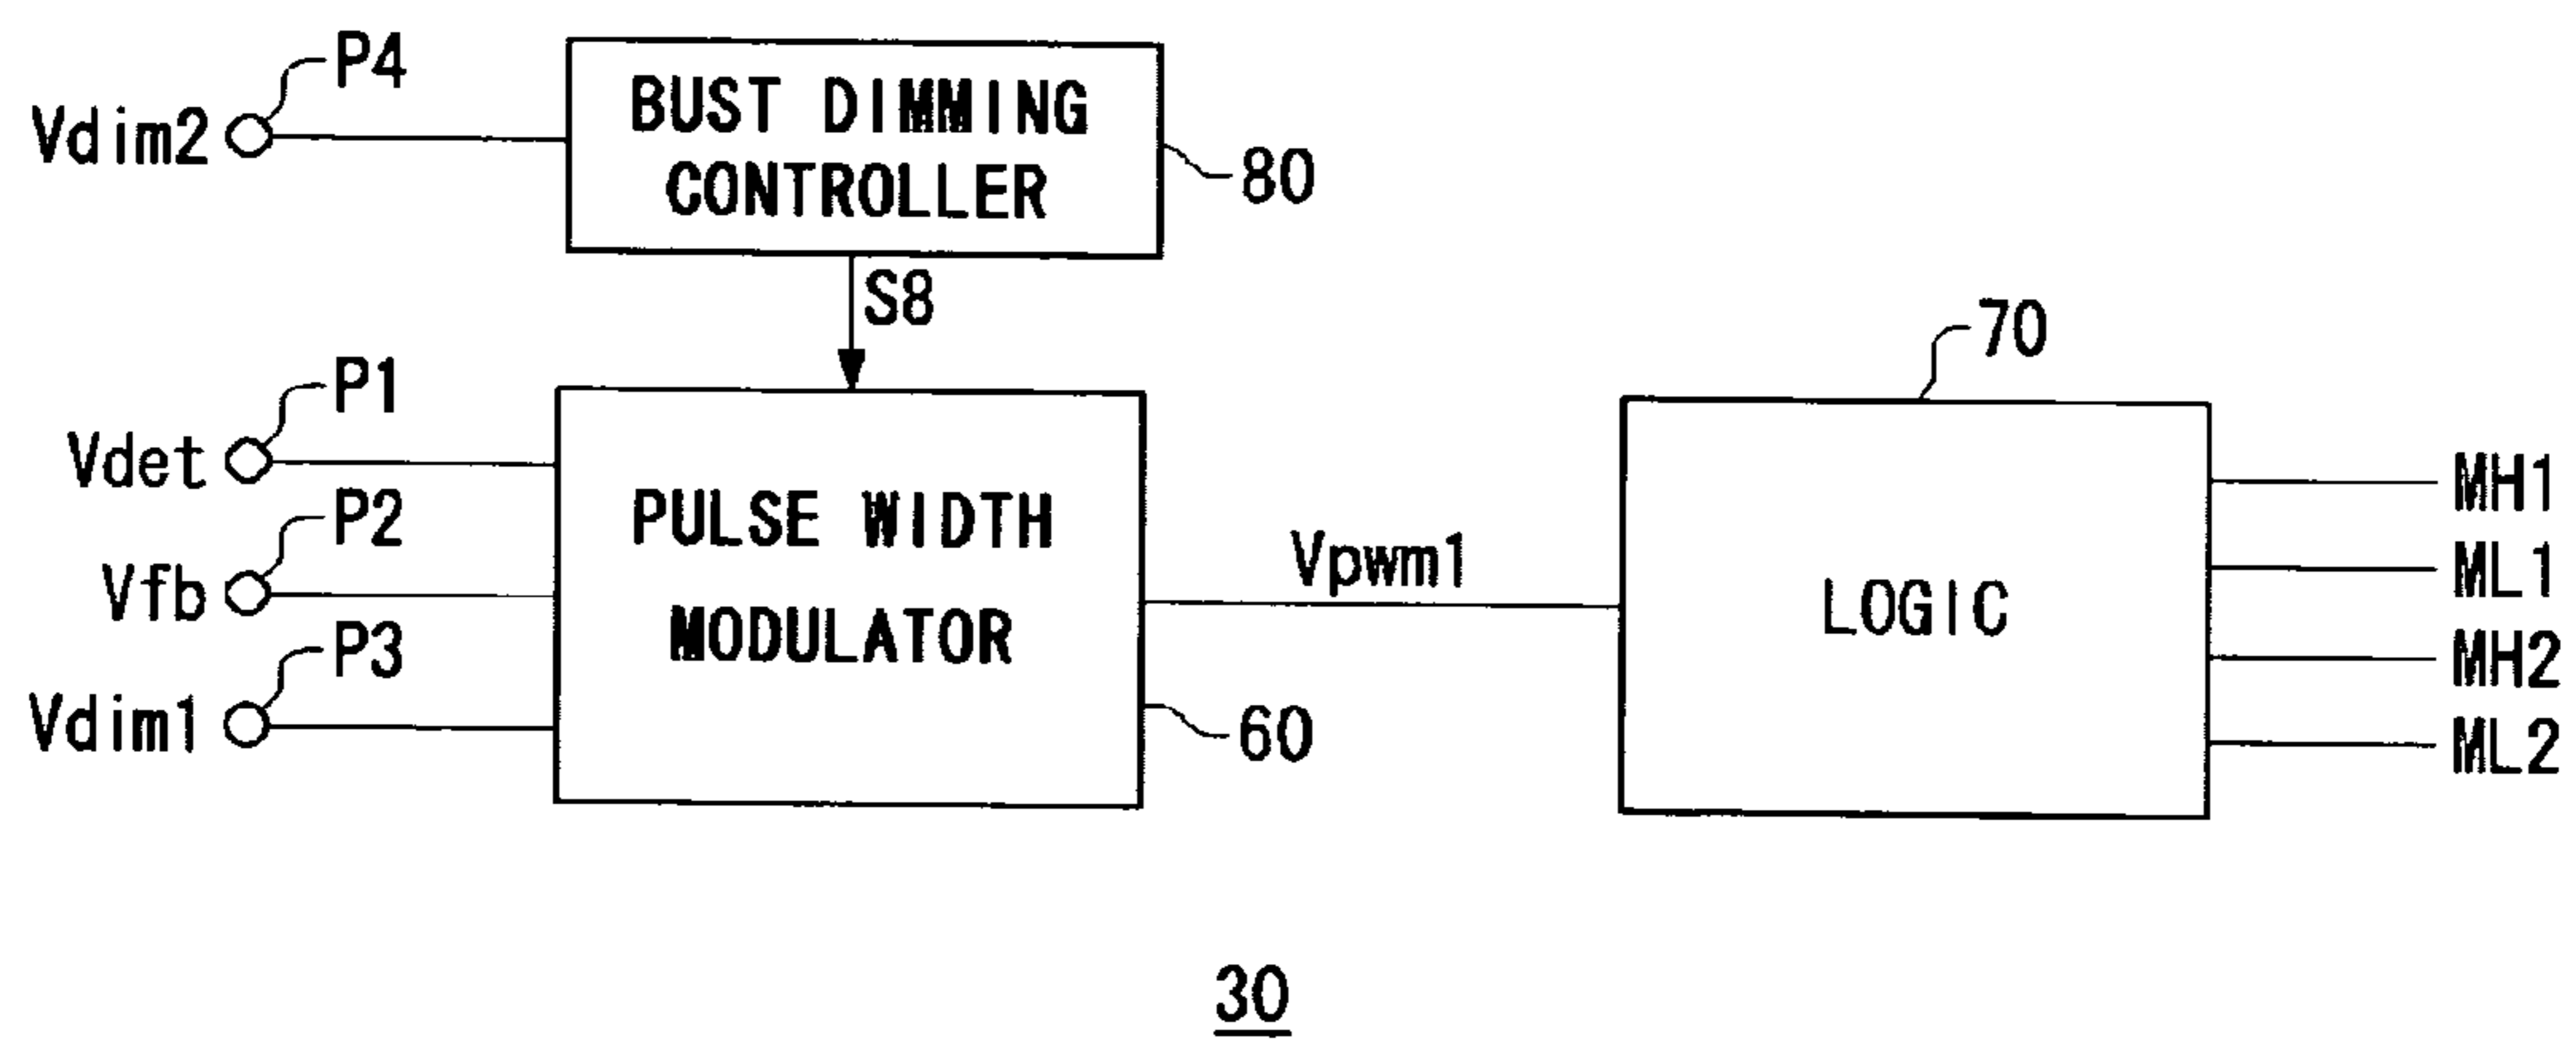 P4
Vdim2
BUST DIMMING
CONTROLLER
80
S8
70
P1
Vdet
P2
Vfb
P3
Vdim1
PULSE WIDTH
MODULATOR
60
Vpwm1
LOGIC
MH1
ML1
MH2
ML2
30